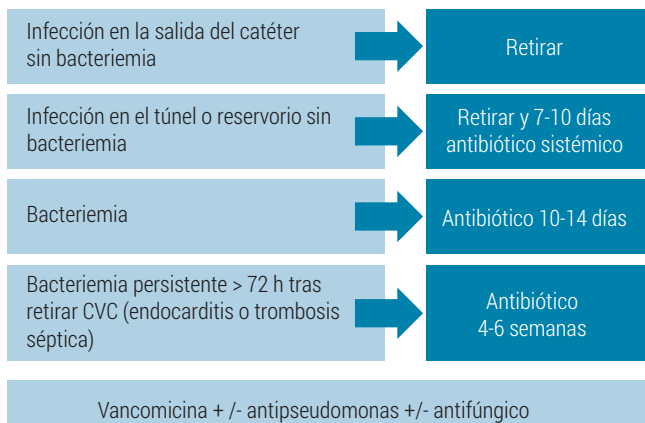 Infección en la salida del catéter
sin bacteriemia
Retirar
Infección en el túnel o reservorio sin
bacteriemia
Retirar y 7-10 días
antibiótico sistémico
Bacteriemia
Antibiótico 10-14 días
Bacteriemia persistente > 72 h tras
retirar CVC (endocarditis o trombosis
séptica)
Antibiótico
4-6 semanas
Vancomicina + /- antipseudomonas +/- antifúngico